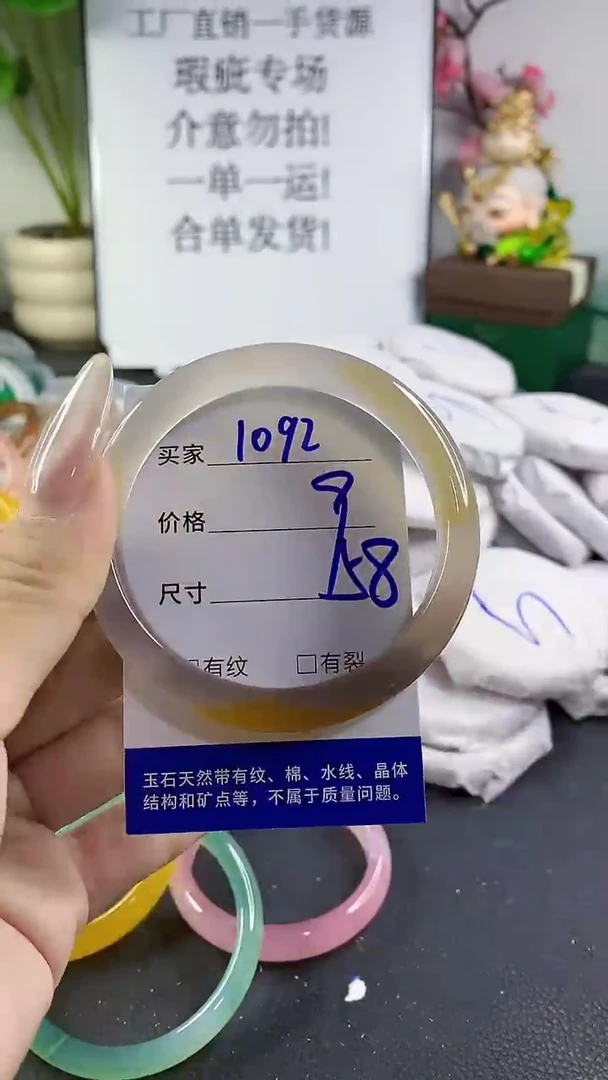 工厂直销一手货源
瑕疵专场
介意勿拍!
一单一运!
合单发货!
买家 1092
价格
尺寸 58
□有纹 □有裂
玉石天然带有纹、棉、水线、晶体
结构和矿点等，不属于质量问题。